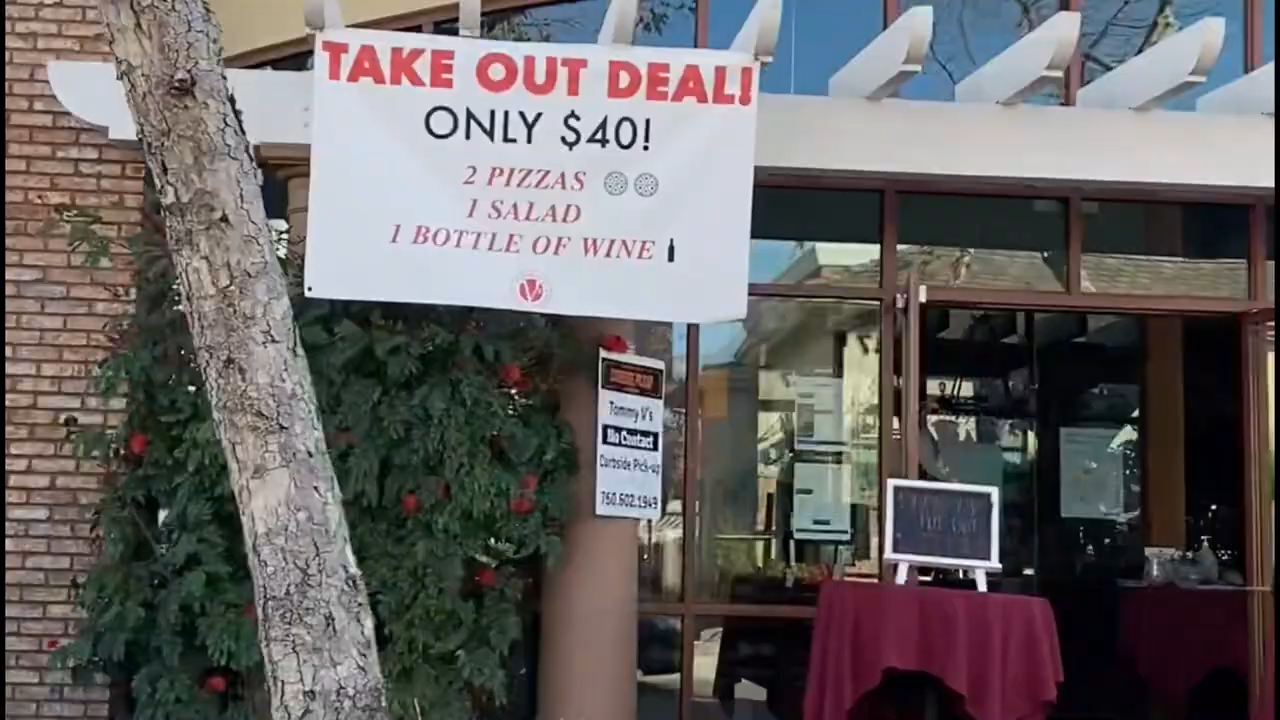 TAKE OUT DEAL!
ONLY $40!
2 PIZZAS
1 SALAD
1 BOTTLE OF WINE
V
Tommy V's
No Contact
Curbside Pick-up
760.602.1949